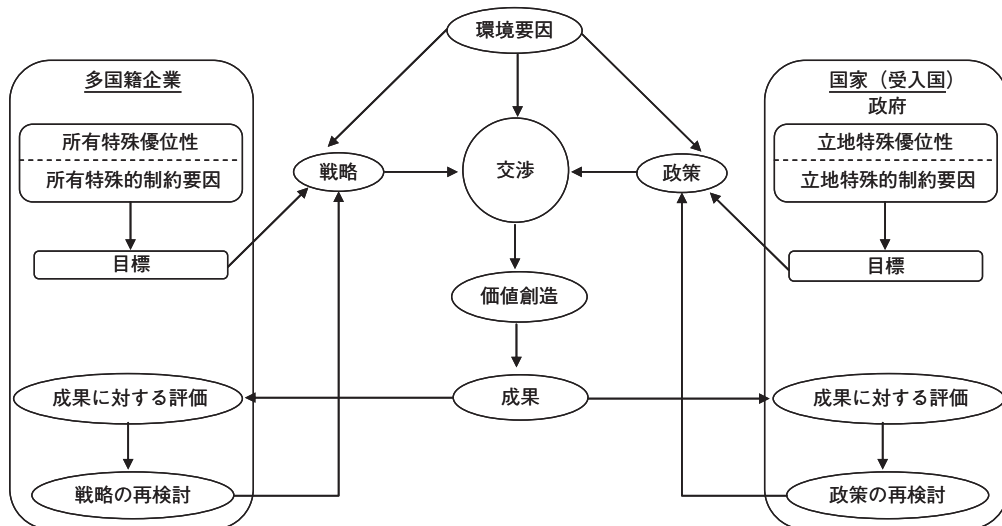 環境要因
多国籍企業
国家（受入国）
政府
所有特殊優位性
所有特殊的制約要因
戦略
交渉
政策
立地特殊優位性
立地特殊的制約要因
目標
目標
価値創造
成果に対する評価
成果
成果に対する評価
戦略の再検討
政策の再検討